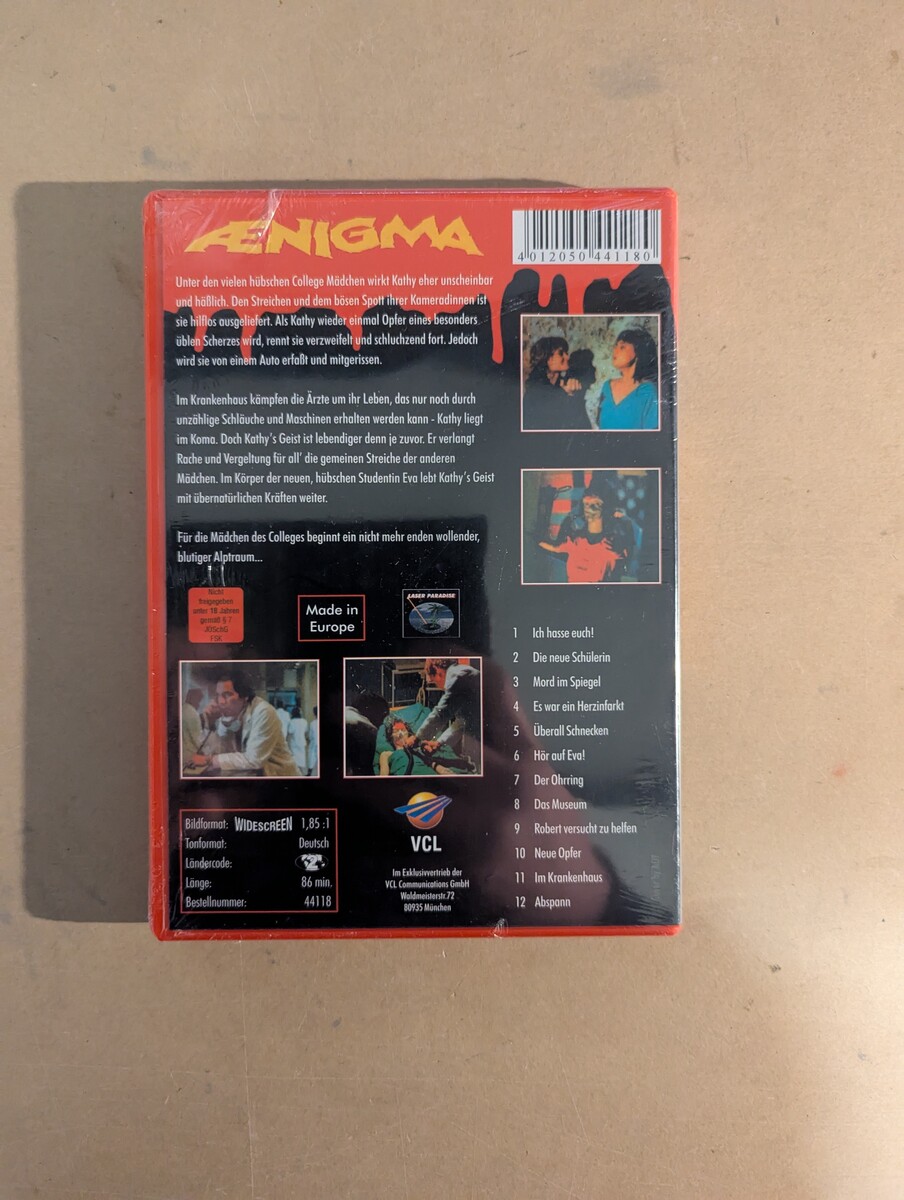 ÆNIGMA
4 012050 441180
Unter den vielen hübschen College Mädchen wirkt Kathy eher unscheinbar
und häßlich. Den Streichen und dem bösen Spott ihrer Kameradinnen ist
sie hilflos ausgeliefert. Als Kathy wieder einmal Opfer eines besonders
üblen Scherzes wird, rennt sie verzweifelt und schluchzend fort. Jedoch
wird sie von einem Auto erfaßt und mitgerissen.
Im Krankenhaus kämpfen die Ärzte um ihr Leben, das nur noch durch
unzählige Schläuche und Maschinen erhalten werden kann - Kathy liegt
im Koma. Doch Kathy's Geist ist lebendiger denn je zuvor. Er verlangt
Rache und Vergeltung für all' die gemeinen Streiche der anderen
Mädchen. Im Körper der neuen, hübschen Studentin Eva lebt Kathy's Geist
mit übernatürlichen Kräften weiter.
Für die Mädchen des Colleges beginnt ein nicht mehr enden wollender,
blutiger Alptraum...
Nicht
freigegeben
unter 18 Jahren
gemäß § 7
JÖSchG
FSK
Made in
Europe
LASER PARADISE
1 Ich hasse euch!
2 Die neue Schülerin
3 Mord im Spiegel
4 Es war ein Herzinfarkt
5 Überall Schnecken
6 Hör auf Eva!
7 Der Ohrring
8 Das Museum
9 Robert versucht zu helfen
10 Neue Opfer
11 Im Krankenhaus
12 Abspann
Bildformat: WIDESCREEN 1,85 :1
Tonformat: Deutsch
Ländercode: 2
Länge: 86 min.
Bestellnummer: 44118
VCL
Im Exklusivvertrieb der
VCL Communications GmbH
Waldmeisterstr.72
80935 München